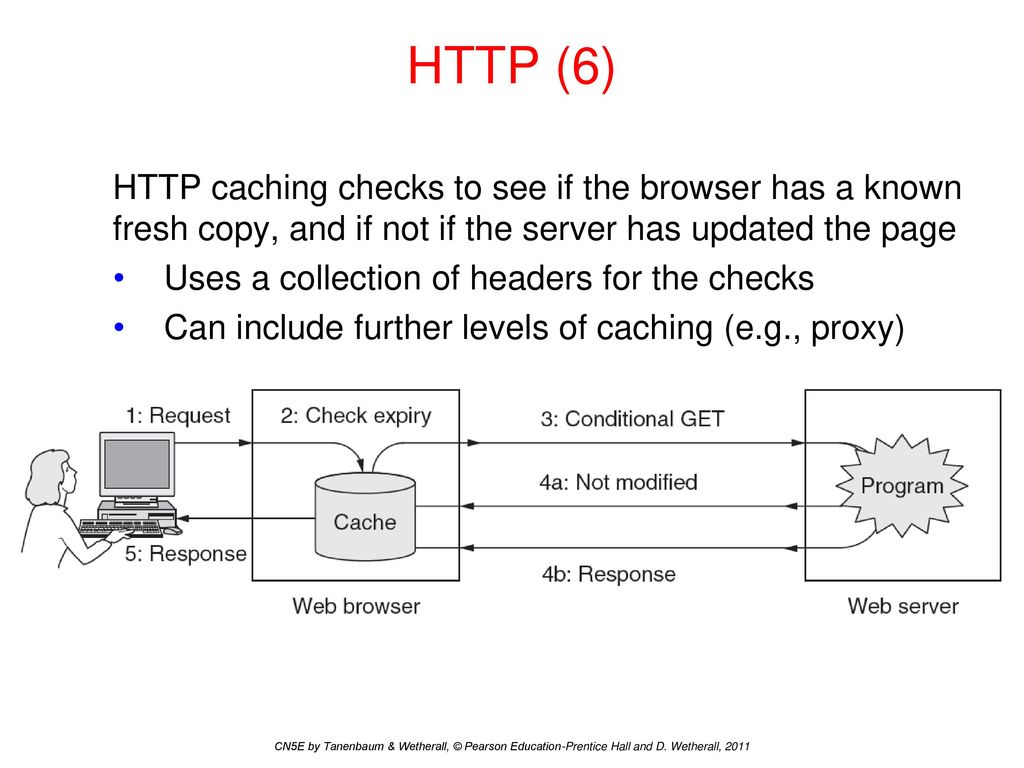 HTTP (6)
HTTP caching checks to see if the browser has a known
fresh copy, and if not if the server has updated the page
• Uses a collection of headers for the checks
• Can include further levels of caching (e.g., proxy)
1: Request
2: Check expiry
3: Conditional GET
4a: Not modified
Program
Cache
5: Response
4b: Response
Web browser
Web server
CN5E by Tanenbaum & Wetherall, © Pearson Education-Prentice Hall and D. Wetherall, 2011